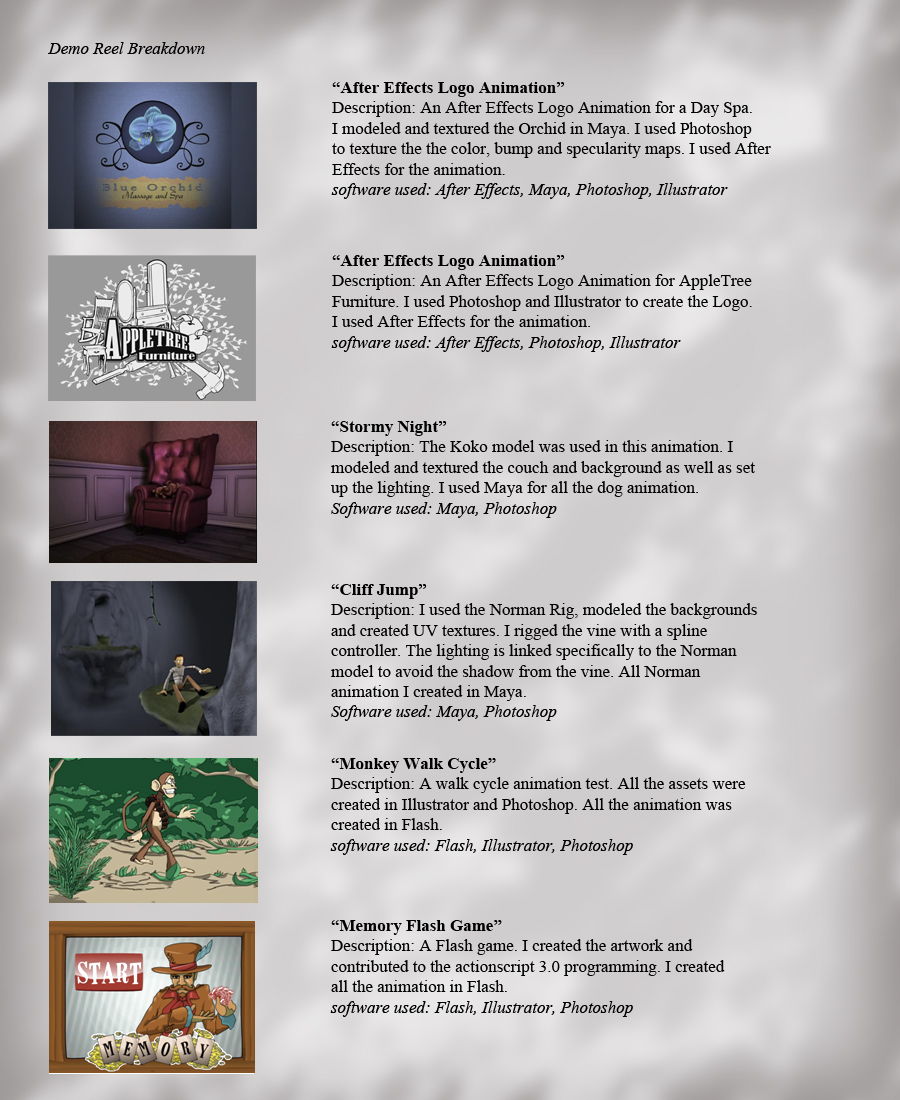 Demo Reel Breakdown
Blue Orchid
Massage and Spa
“After Effects Logo Animation”
Description: An After Effects Logo Animation for a Day Spa.
I modeled and textured the Orchid in Maya. I used Photoshop
to texture the the color, bump and specularity maps. I used After
Effects for the animation.
software used: After Effects, Maya, Photoshop, Illustrator
APPLETREE
Furniture
“After Effects Logo Animation”
Description: An After Effects Logo Animation for AppleTree
Furniture. I used Photoshop and Illustrator to create the Logo.
I used After Effects for the animation.
software used: After Effects, Photoshop, Illustrator
“Stormy Night”
Description: The Koko model was used in this animation. I
modeled and textured the couch and background as well as set
up the lighting. I used Maya for all the dog animation.
Software used: Maya, Photoshop
“Cliff Jump”
Description: I used the Norman Rig, modeled the backgrounds
and created UV textures. I rigged the vine with a spline
controller. The lighting is linked specifically to the Norman
model to avoid the shadow from the vine. All Norman
animation I created in Maya.
Software used: Maya, Photoshop
“Monkey Walk Cycle”
Description: A walk cycle animation test. All the assets were
created in Illustrator and Photoshop. All the animation was
created in Flash.
software used: Flash, Illustrator, Photoshop
START
MEMORY
“Memory Flash Game”
Description: A Flash game. I created the artwork and
contributed to the actionscript 3.0 programming. I created
all the animation in Flash.
software used: Flash, Illustrator, Photoshop